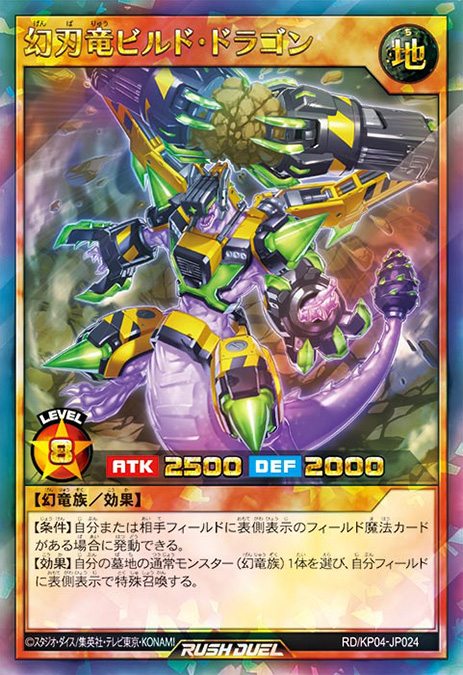 幻刃竜ビルド・ドラゴン
地
LEVEL
8
ATK 2500 DEF 2000
【幻竜族／効果】
【条件】自分または相手フィールドに表側表示のフィールド魔法カード
がある場合に発動できる。
【効果】自分の墓地の通常モンスター（幻竜族）1体を選び、自分フィールド
に表側表示で特殊召喚する。
©スタジオ・ダイス/集英社・テレビ東京・KONAMI
RUSH DUEL
RD/KP04-JP024